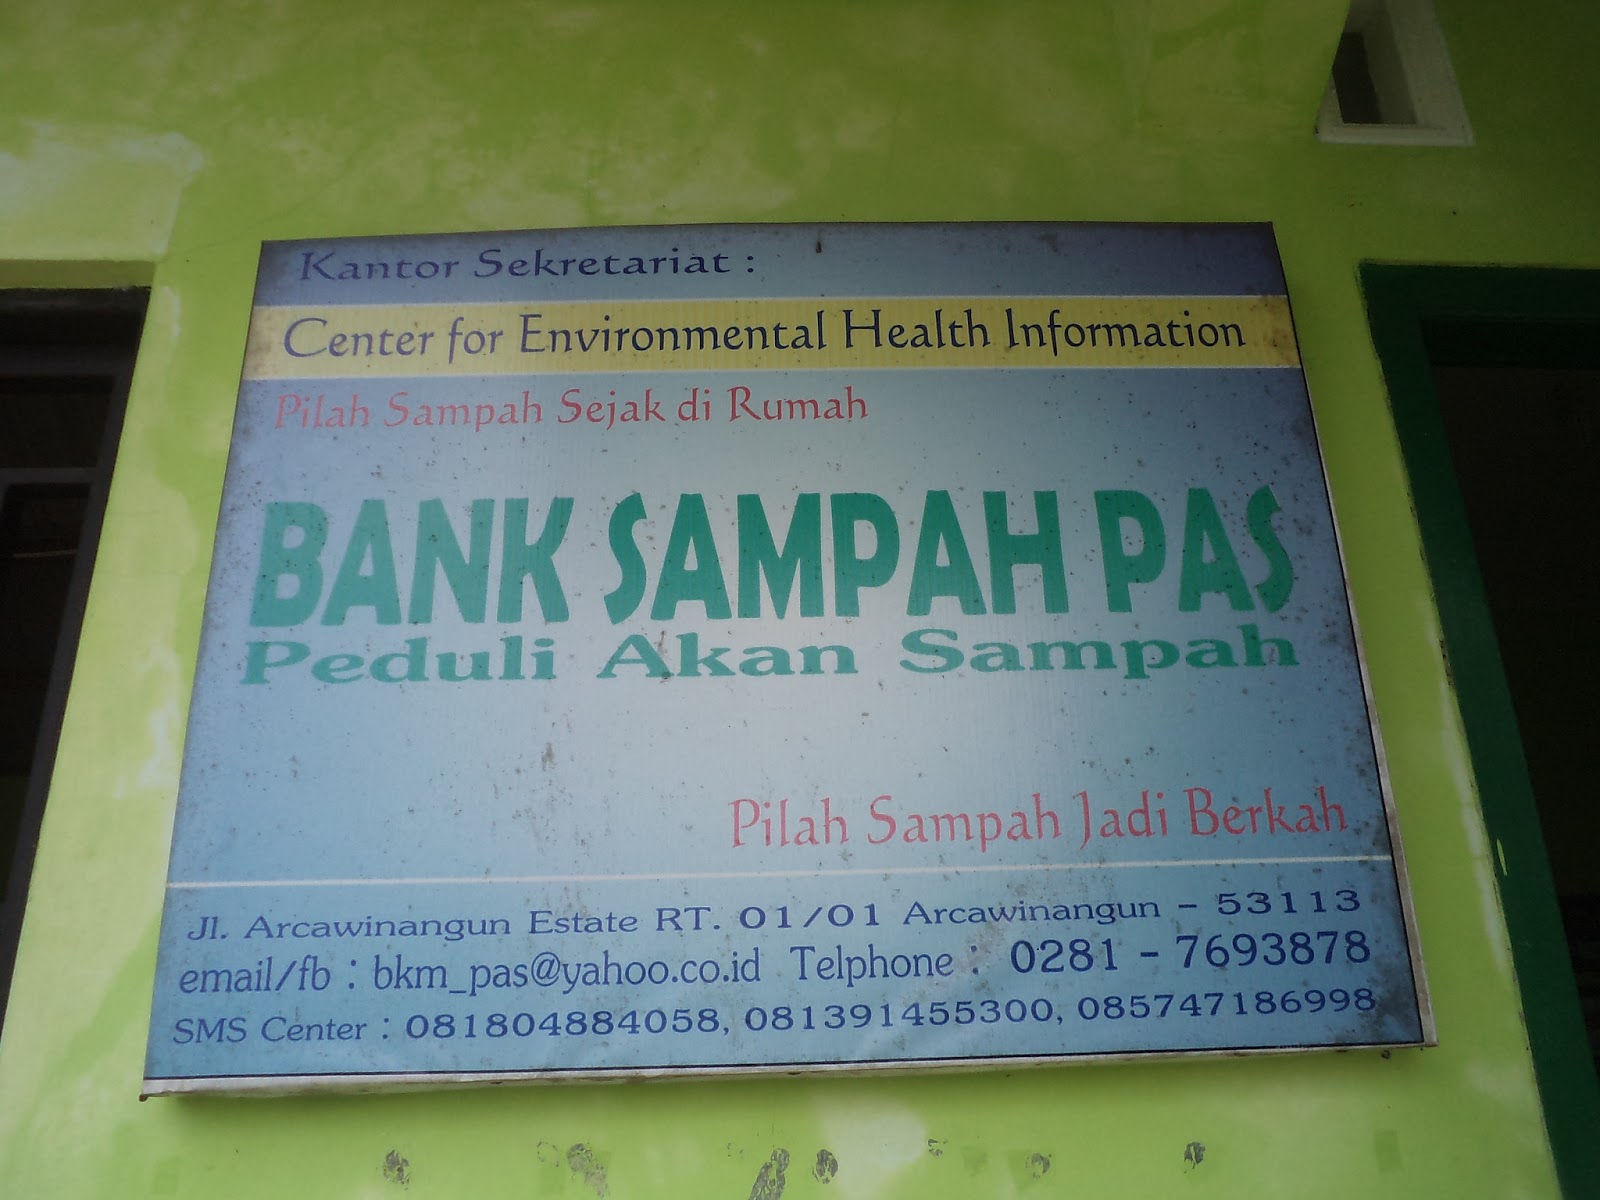 Kantor Sekretariat :
Center for Environmental Health Information
Pilah Sampah Sejak di Rumah
BANK SAMPAH PAS
Peduli Akan Sampah
Pilah Sampah Jadi Berkah
Jl. Arcawinangun Estate RT. 01/01 Arcawinangun - 53113
email/fb : bkm_pas@yahoo.co.id Telphone : 0281 - 7693878
SMS Center : 081804884058, 081391455300, 085747186998